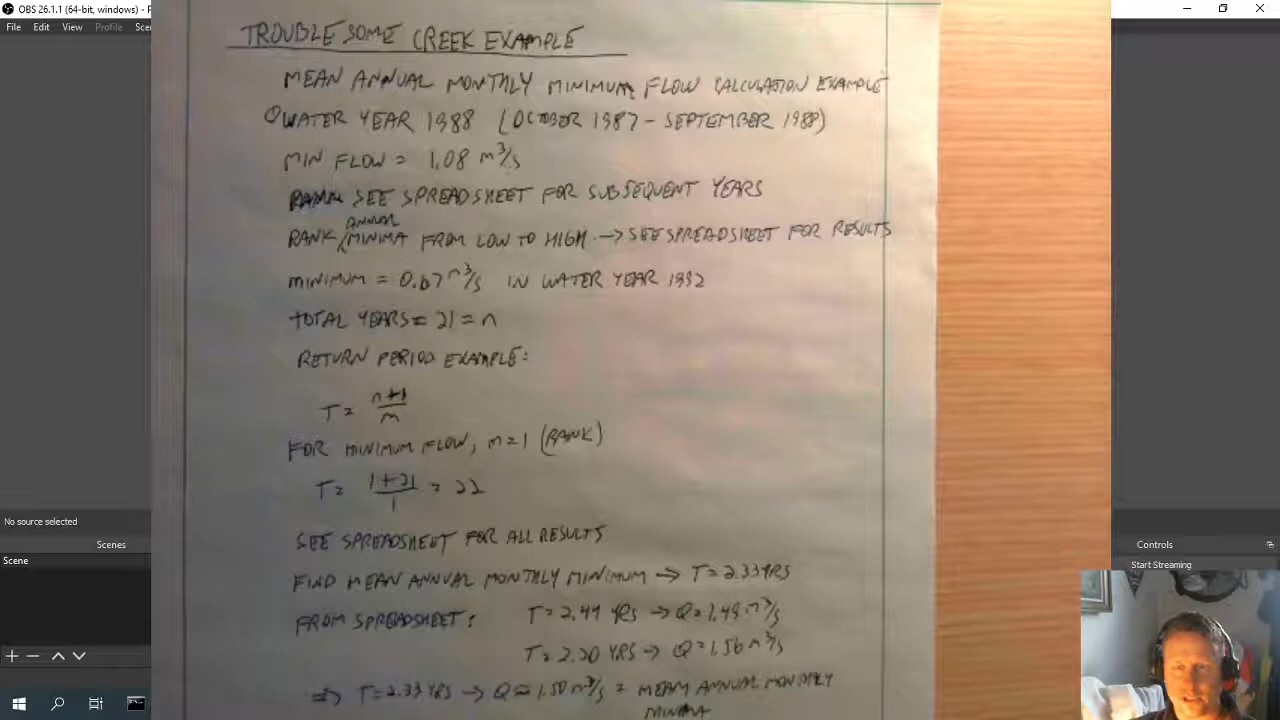 OBS 26.1.1 (64-bit, windows) - P
File Edit View Profile Scen
TROUBLESOME CREEK EXAMPLE
MEAN ANNUAL MONTHLY MINIMUM FLOW CALCULATION EXAMPLE
WATER YEAR 1988 (OCTOBER 1987 - SEPTEMBER 1988)
MIN FLOW = 1.08 m³/s
SEE SPREADSHEET FOR SUBSEQUENT YEARS
ANNUAL
RANK MINIMA FROM LOW TO HIGH → SEE SPREADSHEET FOR RESULTS
MINIMUM = 0.67 m³/s IN WATER YEAR 1992
TOTAL YEARS = 21 = n
RETURN PERIOD EXAMPLE:
T = n+1
m
FOR MINIMUM FLOW, m=1 (RANK)
T = 1+21 = 22
1
SEE SPREADSHEET FOR ALL RESULTS
FIND MEAN ANNUAL MONTHLY MINIMUM → T=2.33 YRS
FROM SPREADSHEET: T=2.44 YRS → Q=1.49 m³/s
T=2.20 YRS → Q=1.56 m³/s
⇒ T=2.33 YRS → Q≈1.50 m³/s = MEAN ANNUAL MONTHLY
MINIMA
No source selected
Scenes
Scene
Controls
Start Streaming